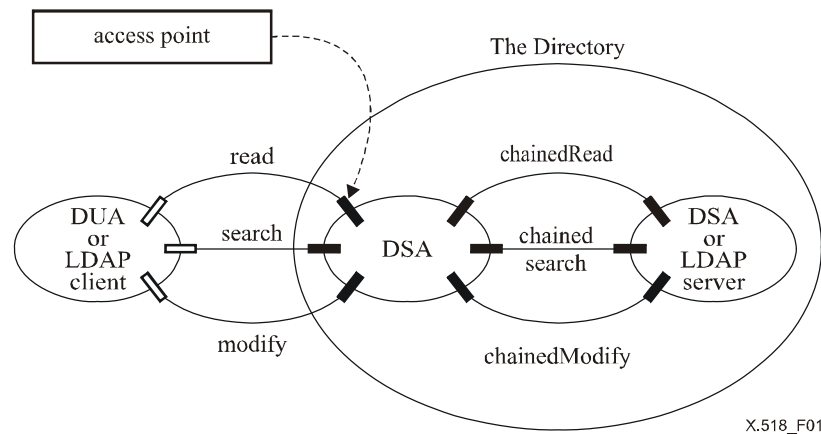 access point
The Directory
read
chainedRead
DUA
or
LDAP
client
search
DSA
chained
search
DSA
or
LDAP
server
modify
chainedModify
X.518_F01